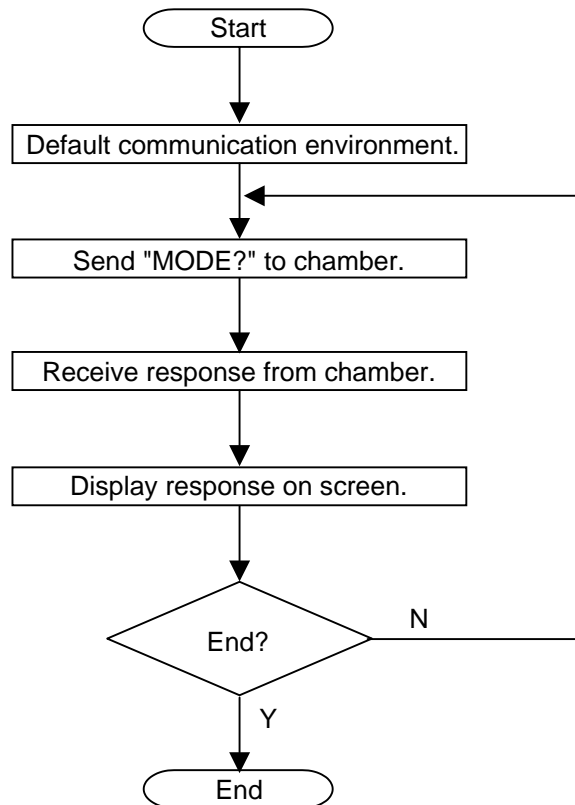 Start
Default communication environment.
Send "MODE?" to chamber.
Receive response from chamber.
Display response on screen.
End?
N
Y
End